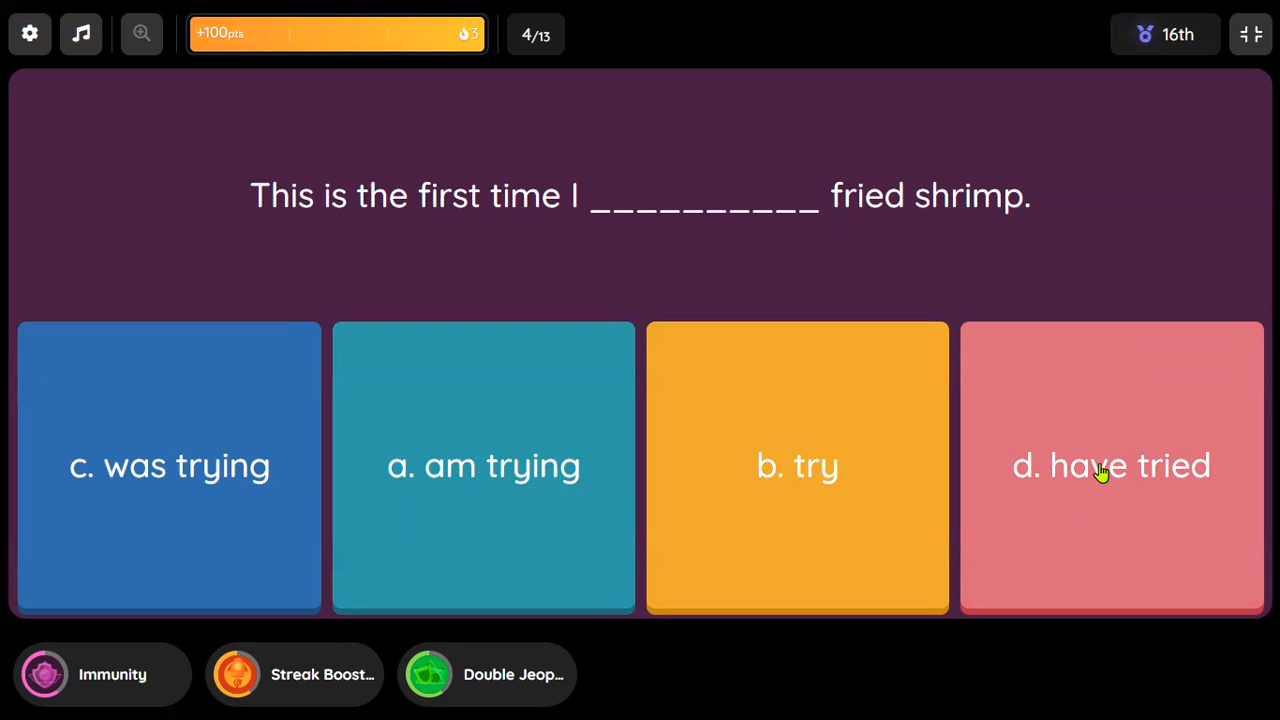 +100pts 3 4/13 16th
This is the first time I __________ fried shrimp.
c. was trying
a. am trying
b. try
d. have tried
Immunity
Streak Boost...
Double Jeop...